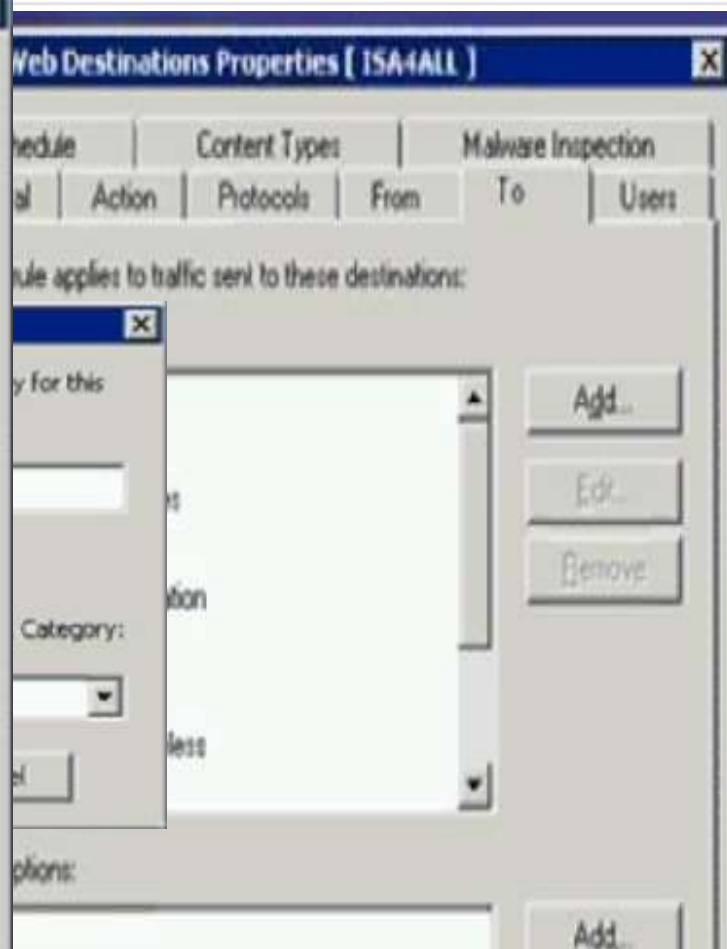 Web Destinations Properties [ ISA4ALL ]
hedule Content Types Malware Inspection
al Action Protocols From To Users
rule applies to traffic sent to these destinations:
y for this
Add...
es
Edit...
ation
Remove
Category:
less
el
ptions:
Add...